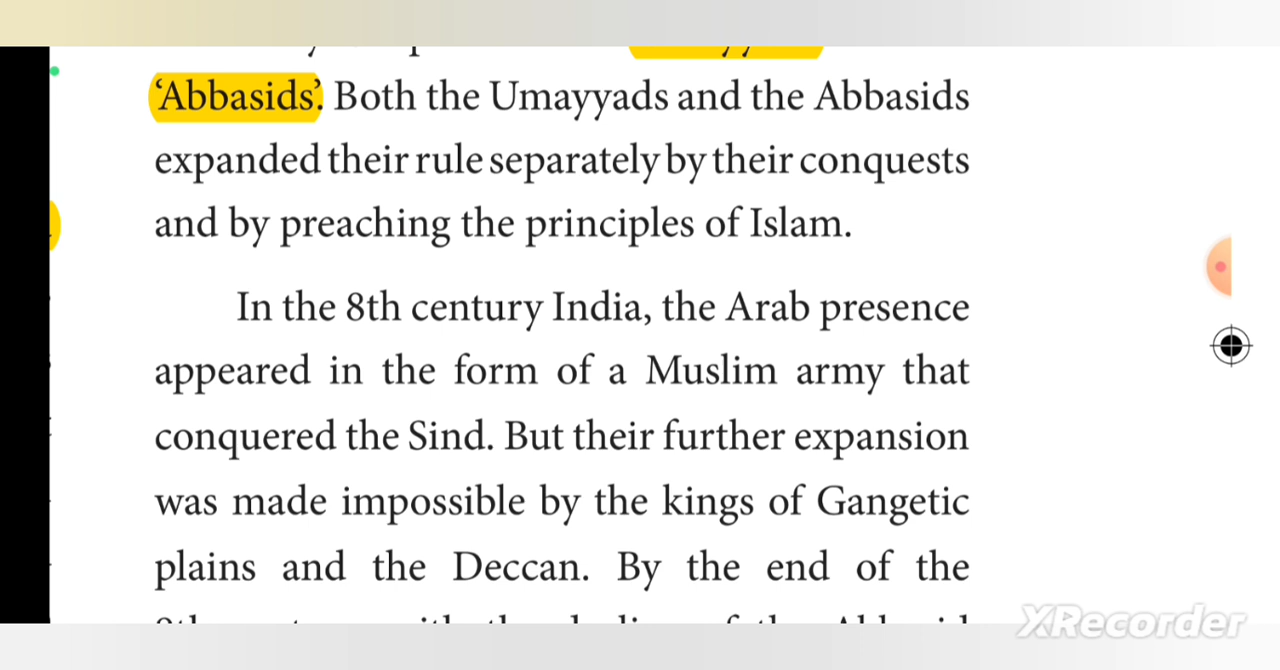 ‘Abbasids’. Both the Umayyads and the Abbasids
expanded their rule separately by their conquests
and by preaching the principles of Islam.
In the 8th century India, the Arab presence
appeared in the form of a Muslim army that
conquered the Sind. But their further expansion
was made impossible by the kings of Gangetic
plains and the Deccan. By the end of the
XRecorder